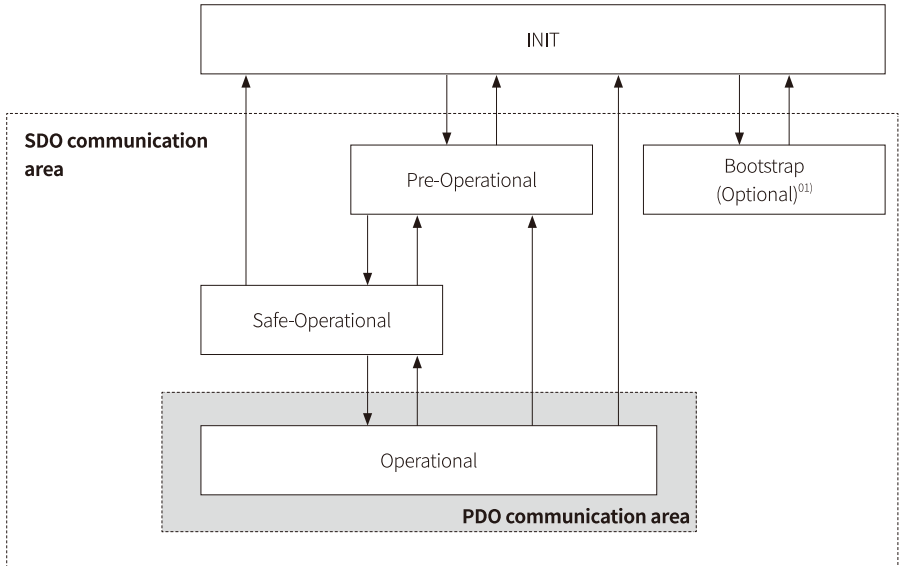 INIT
SDO communication
area
Pre-Operational
Bootstrap
(Optional)01)
Safe-Operational
Operational
PDO communication area